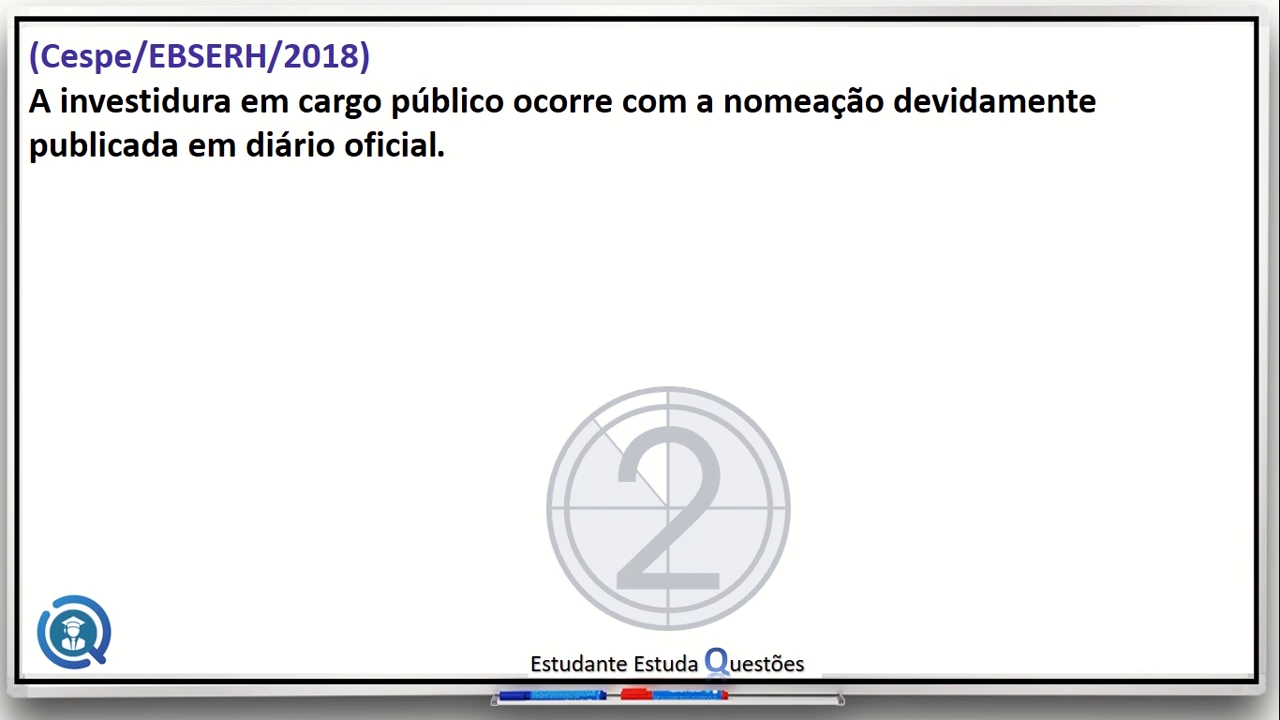 (Cespe/EBSERH/2018)
A investidura em cargo público ocorre com a nomeação devidamente
publicada em diário oficial.
2
Estudante Estuda Questões